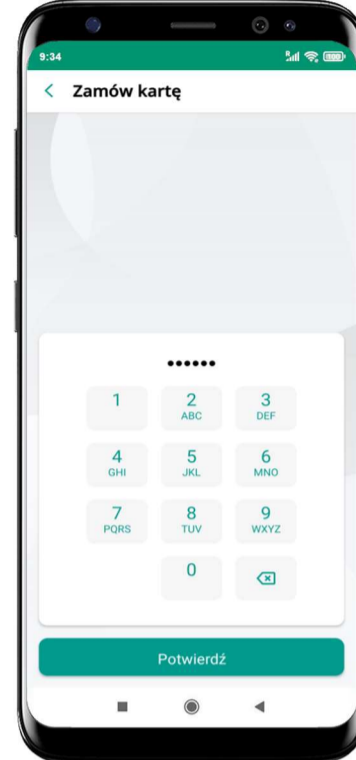 9:34
100
Zamów kartę
••••••
1 2 3
ABC DEF
4 5 6
GHI JKL MNO
7 8 9
PQRS TUV WXYZ
0
Potwierdź